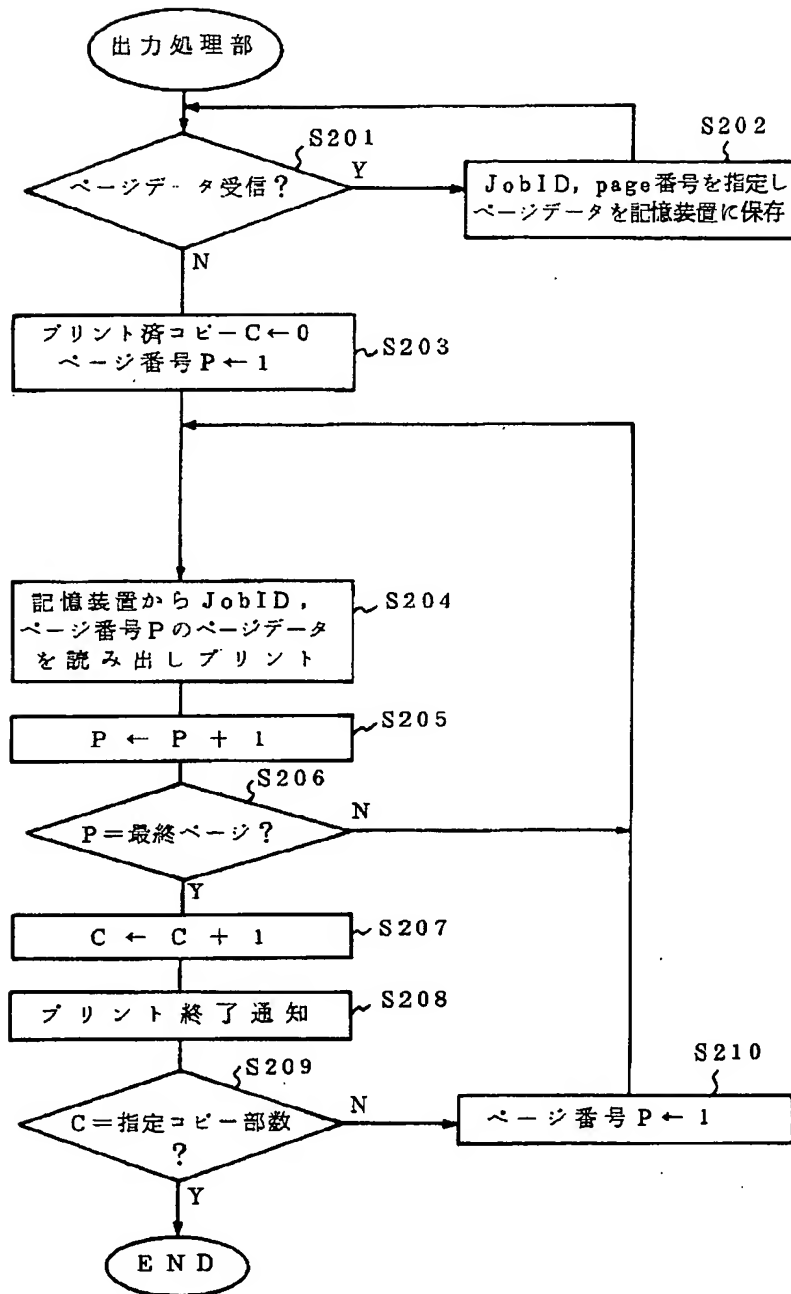 出力処理部
S201
S202
ページデータ受信？
Y
JobID，page番号を指定し
ページデータを記憶装置に保存
N
プリント済コピーC←0
ページ番号P←1
S203
記憶装置からJobID，
ページ番号Pのページデータ
を読み出しプリント
S204
S205
P ← P + 1
S206
P＝最終ページ？
N
Y
C ← C + 1
S207
プリント終了通知
S208
S209
S210
C＝指定コピー部数
？
N
ページ番号P←1
Y
END